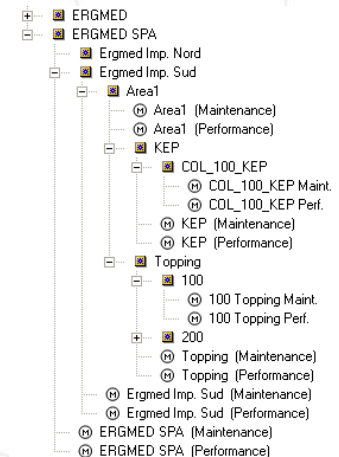 ERGMED
ERGMED SPA
Ergmed Imp. Nord
Ergmed Imp. Sud
Area1
Area1 (Maintenance)
Area1 (Performance)
KEP
COL_100_KEP
COL_100_KEP Maint.
COL_100_KEP Perf.
KEP (Maintenance)
KEP (Performance)
Topping
100
100 Topping Maint.
100 Topping Perf.
200
Topping (Maintenance)
Topping (Performance)
Ergmed Imp. Sud (Maintenance)
Ergmed Imp. Sud (Performance)
ERGMED SPA (Maintenance)
ERGMED SPA (Performance)